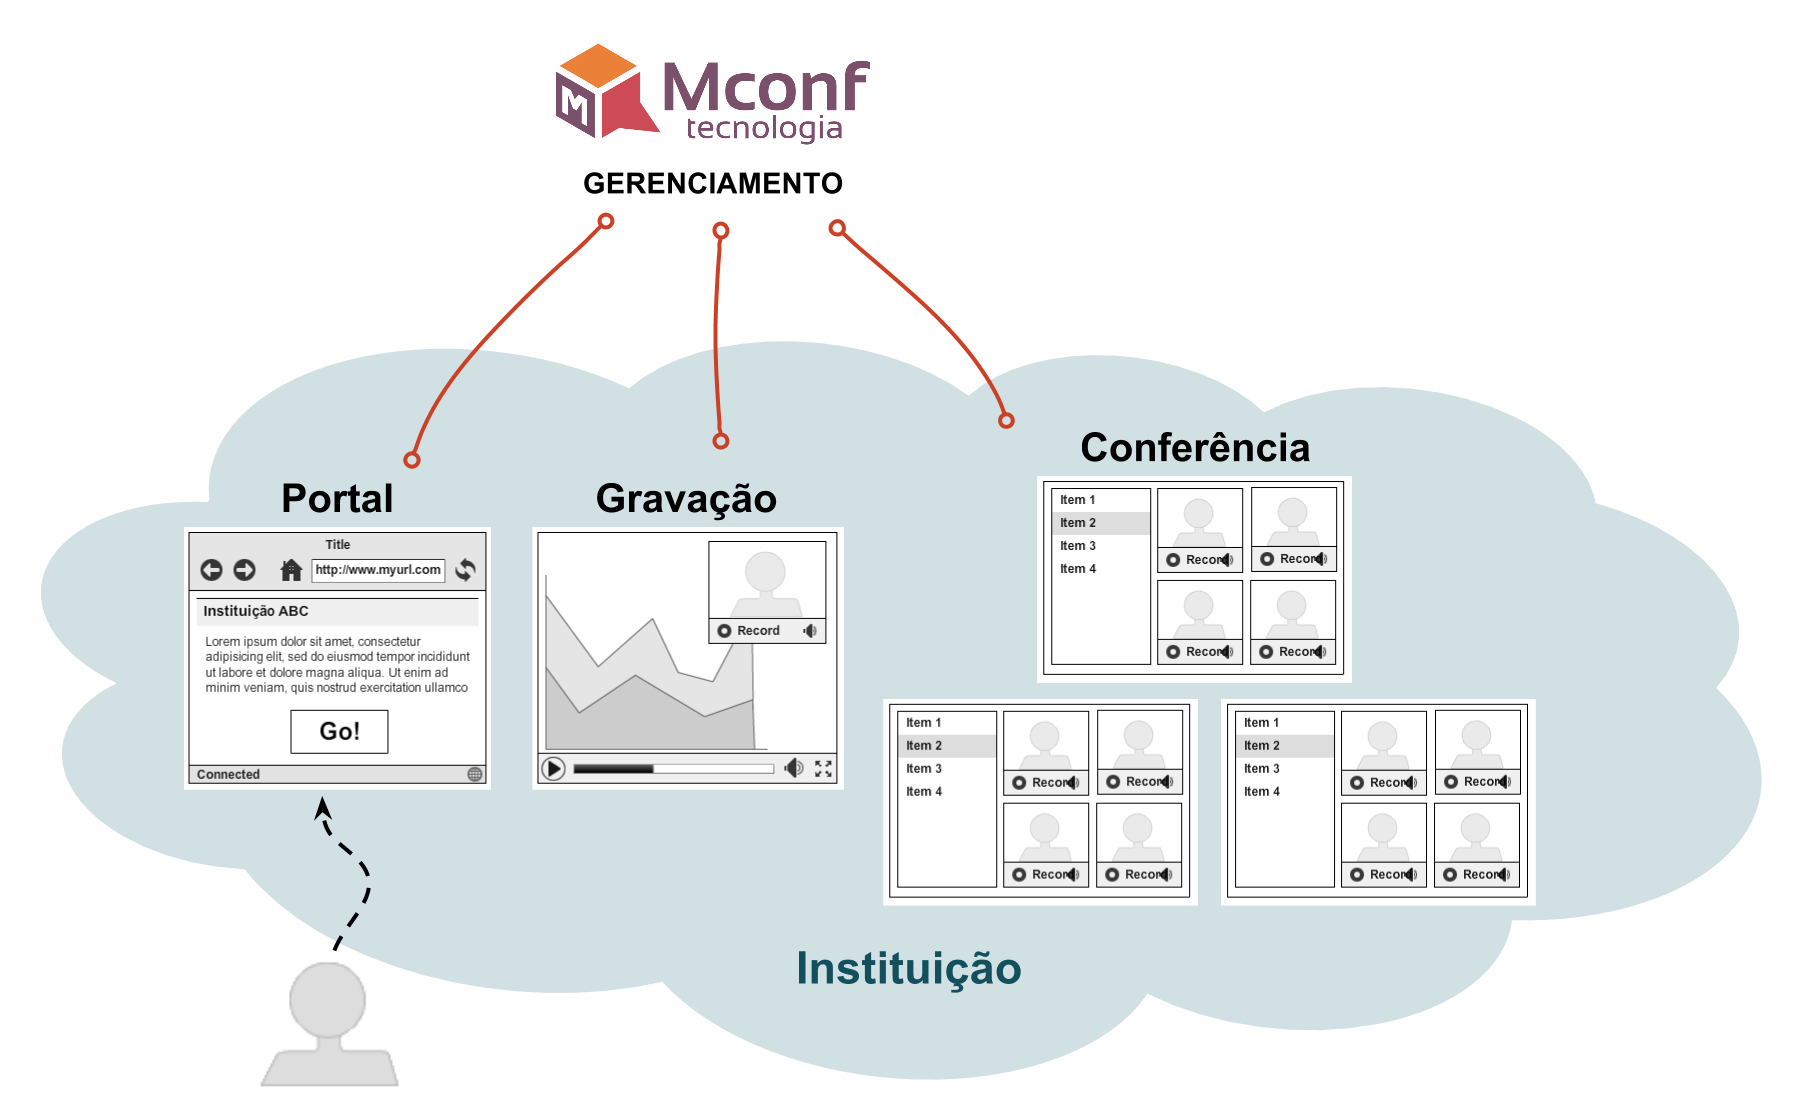 M
Mconf
tecnologia
GERENCIAMENTO
Portal
Title
http://www.myurl.com
Instituição ABC
Lorem ipsum dolor sit amet, consectetur
adipisicing elit, sed do eiusmod tempor incididunt
ut labore et dolore magna aliqua. Ut enim ad
minim veniam, quis nostrud exercitation ullamco
Go!
Connected
Gravação
Record
Conferência
Item 1
Item 2
Item 3
Item 4
Record
Record
Record
Record
Item 1
Item 2
Item 3
Item 4
Record
Record
Record
Record
Item 1
Item 2
Item 3
Item 4
Record
Record
Record
Record
Instituição